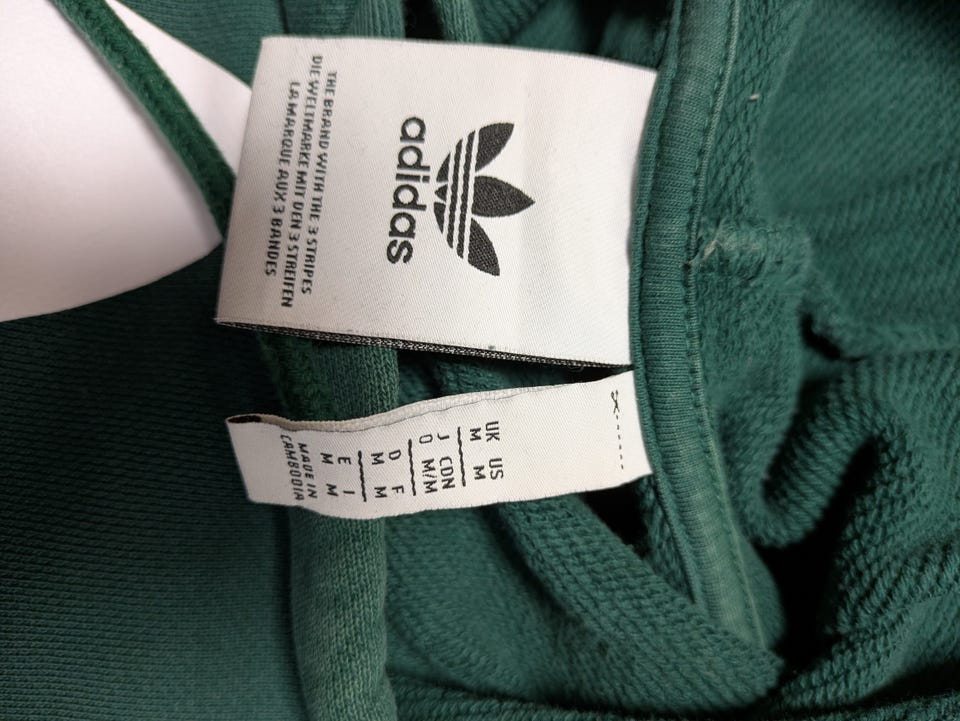 adidas
THE BRAND WITH THE 3 STRIPES
DIE WELTMARKE MIT DEN 3 STREIFEN
LA MARQUE AUX 3 BANDES
UK US
M M
J CDN
O M/M
D F
M M
E I
M M
MADE IN
CAMBODIA